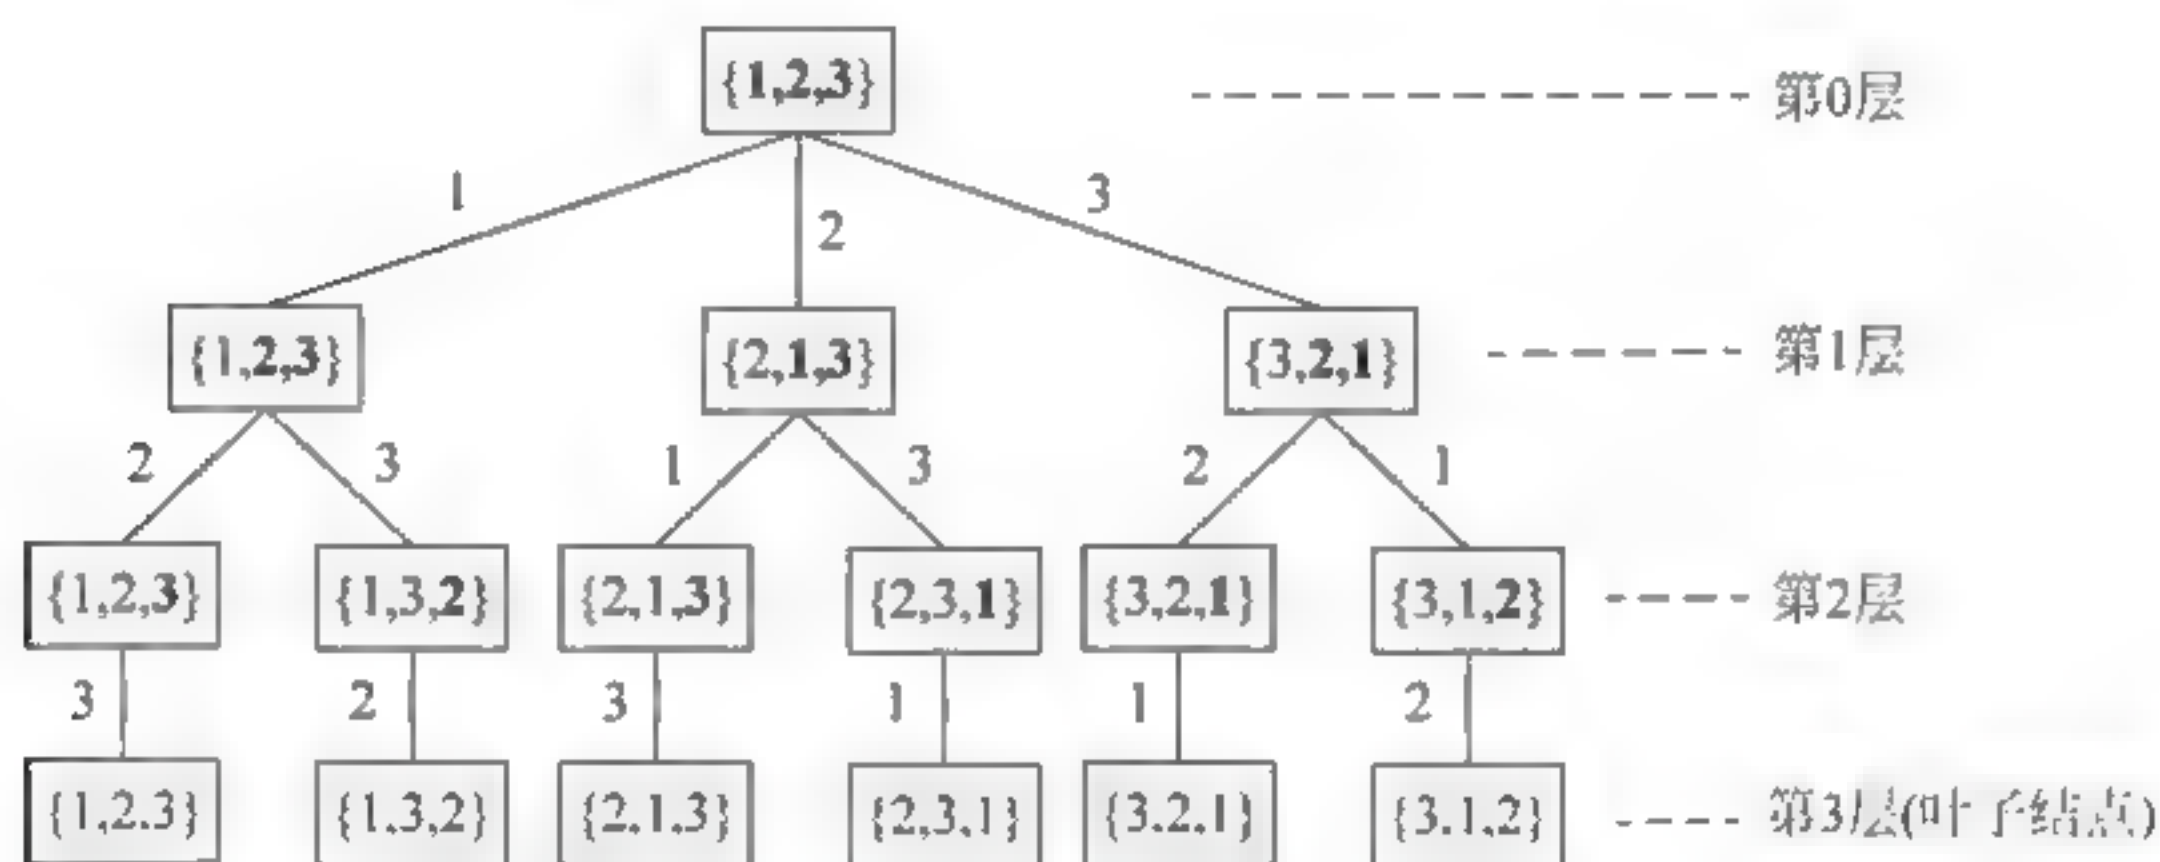 {1,2,3} 第0层
1 2 3
{1,2,3} {2,1,3} {3,2,1} 第1层
2 3 1 3 2 1
{1,2,3} {1,3,2} {2,1,3} {2,3,1} {3,2,1} {3,1,2} 第2层
3 2 3 1 1 2
{1,2,3} {1,3,2} {2,1,3} {2,3,1} {3,2,1} {3,1,2} 第3层(叶子结点)